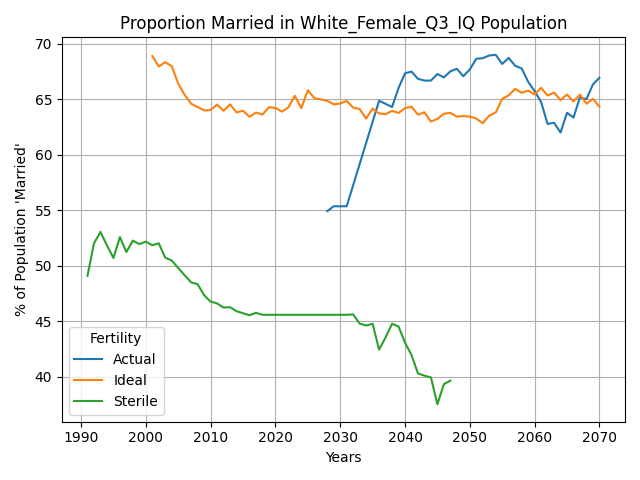 Proportion Married in White_Female_Q3_IQ Population
% of Population 'Married'
70
65
60
55
50
45
40
Fertility
Actual
Ideal
Sterile
1990 2000 2010 2020 2030 2040 2050 2060 2070
Years